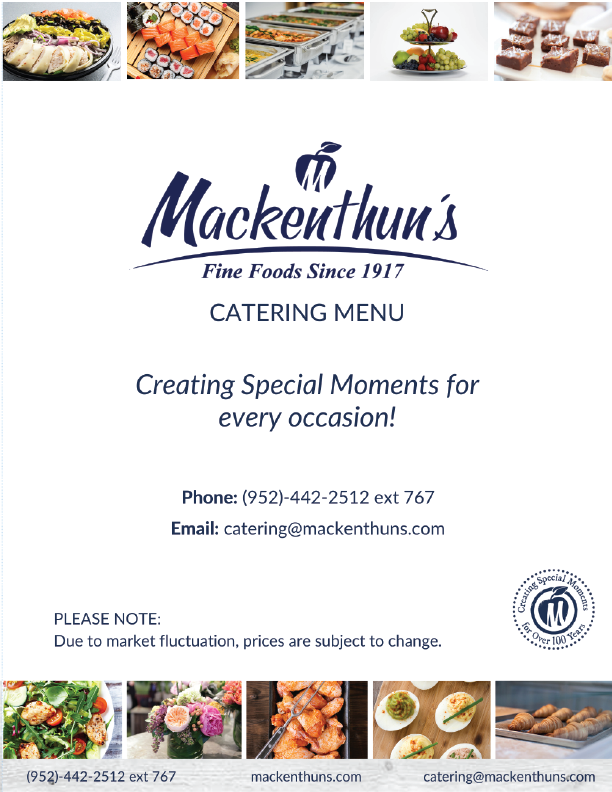 M
Mackenthun's
Fine Foods Since 1917
CATERING MENU
Creating Special Moments for
every occasion!
Phone: (952)-442-2512 ext 767
Email: catering@mackenthuns.com
Creating Special Moments
M
for Over 100 Years
PLEASE NOTE:
Due to market fluctuation, prices are subject to change.
(952)-442-2512 ext 767
mackenthuns.com
catering@mackenthuns.com